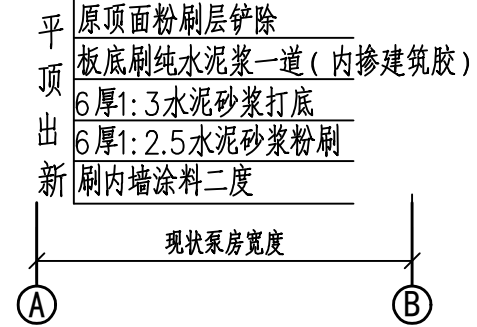 平顶出新
原顶面粉刷层铲除
板底刷纯水泥浆一道(内掺建筑胶)
6厚1:3水泥砂浆打底
6厚1:2.5水泥砂浆粉刷
刷内墙涂料二度
现状泵房宽度
A B